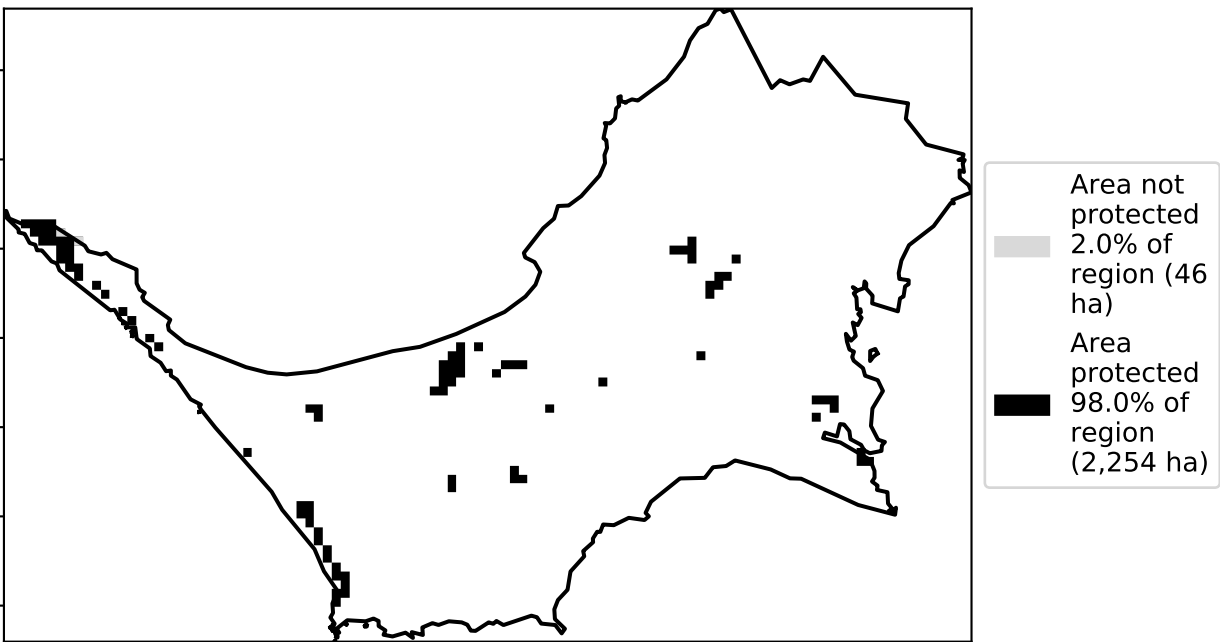 Area not
protected
2.0% of
region (46
ha)
Area
protected
98.0% of
region
(2,254 ha)